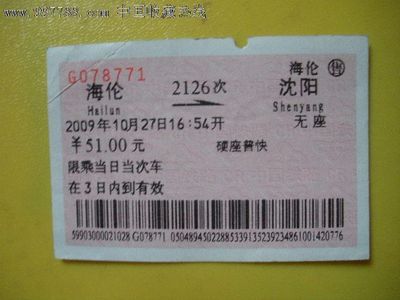 www.997788.com 中国收藏热线
G078771
海伦 售
海伦 2126次 沈阳
Hailun Shenyang
2009年10月27日16:54开 无座
¥51.00元 硬座普快
限乘当日当次车
在3日内到有效
59903000021028 G078771 05048945022885339135239234861001420776